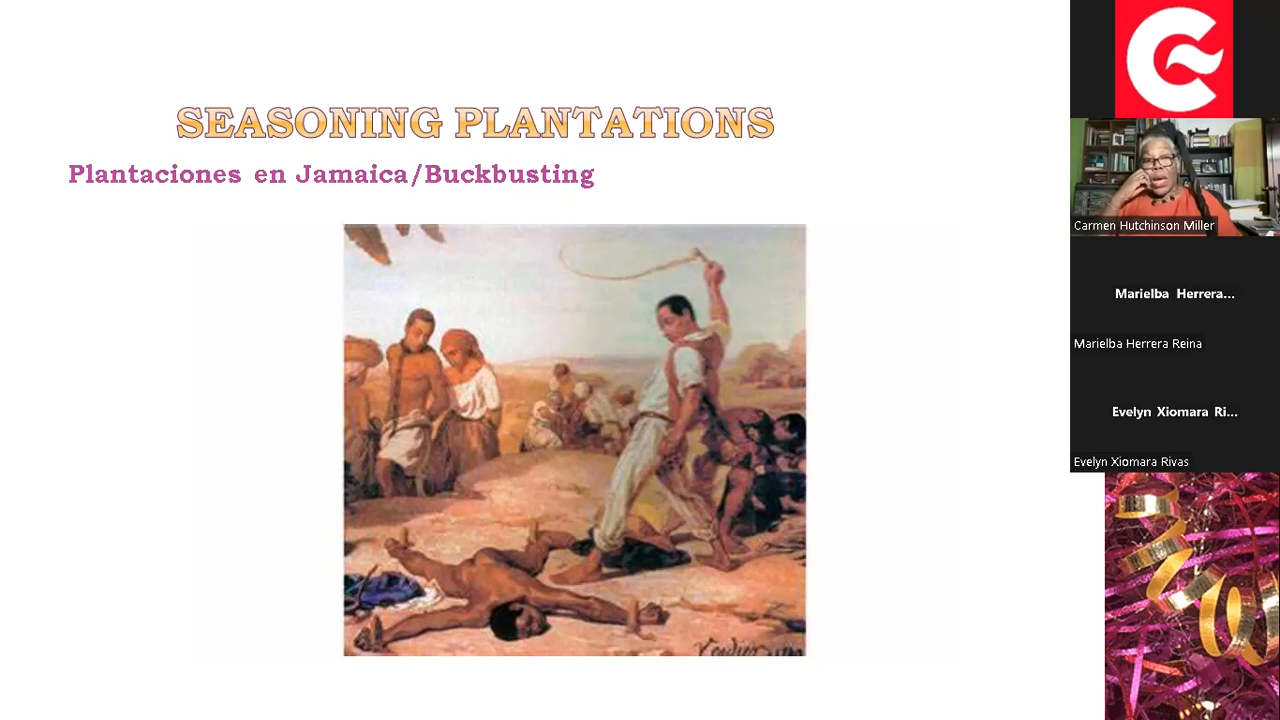 SEASONING PLANTATIONS
Plantaciones en Jamaica/Buckbusting
Carmen Hutchinson Miller
Marielba Herrera...
Marielba Herrera Reina
Evelyn Xiomara Ri...
Evelyn Xiomara Rivas